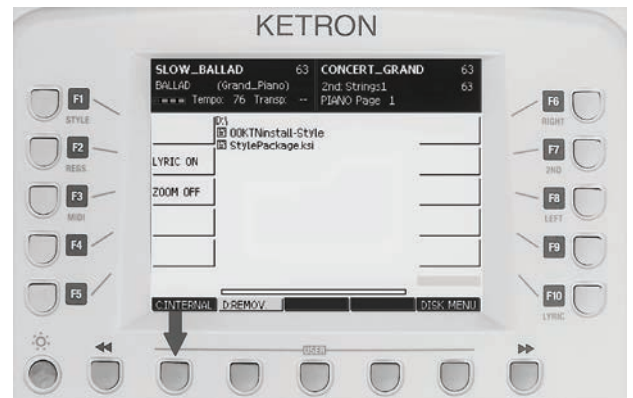 KETRON
SLOW_BALLAD 63 CONCERT_GRAND 63
BALLAD (Grand_Piano) 2nd: Strings1 63
Tempo: 76 Transp: -- PIANO Page 1
D:\
00KTNinstall-Style
StylePackage.ksi
LYRIC ON
ZOOM OFF
C:INTERNAL D:REMOV DISK MENU
F1
STYLE
F2
REGS.
F3
MIDI
F4
F5
F6
RIGHT
F7
2ND
F8
LEFT
F9
F10
LYRIC
USER